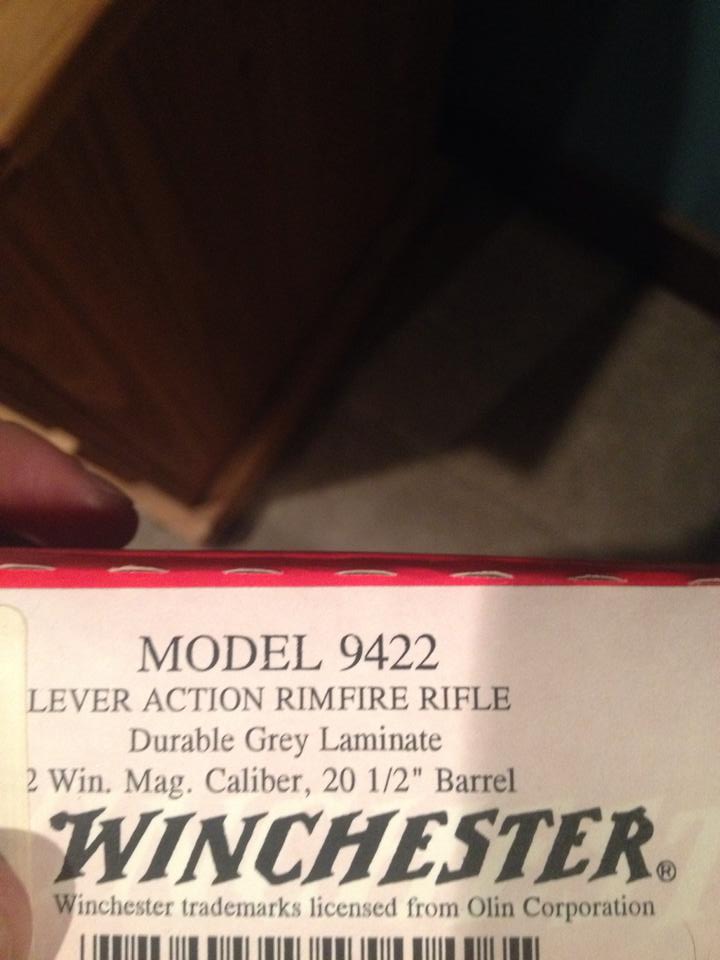 MODEL 9422
LEVER ACTION RIMFIRE RIFLE
Durable Grey Laminate
2 Win. Mag. Caliber, 20 1/2" Barrel
WINCHESTER®
Winchester trademarks licensed from Olin Corporation